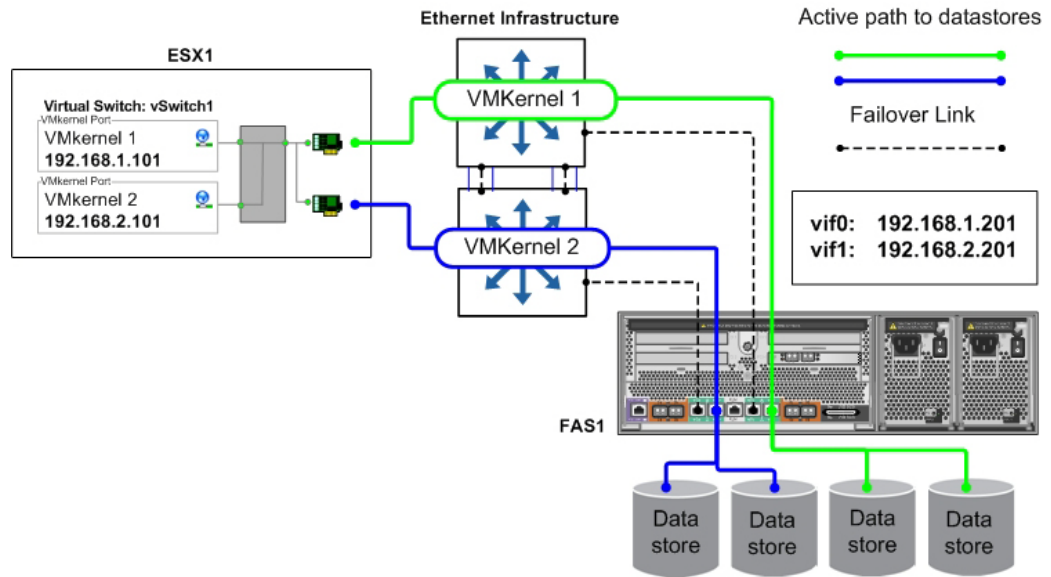 Ethernet Infrastructure
Active path to datastores
ESX1
Virtual Switch: vSwitch1
VMkernel Port
VMkernel 1
192.168.1.101
VMkernel Port
VMkernel 2
192.168.2.101
VMKernel 1
VMKernel 2
Failover Link
vif0: 192.168.1.201
vif1: 192.168.2.201
FAS1
Data
store
Data
store
Data
store
Data
store